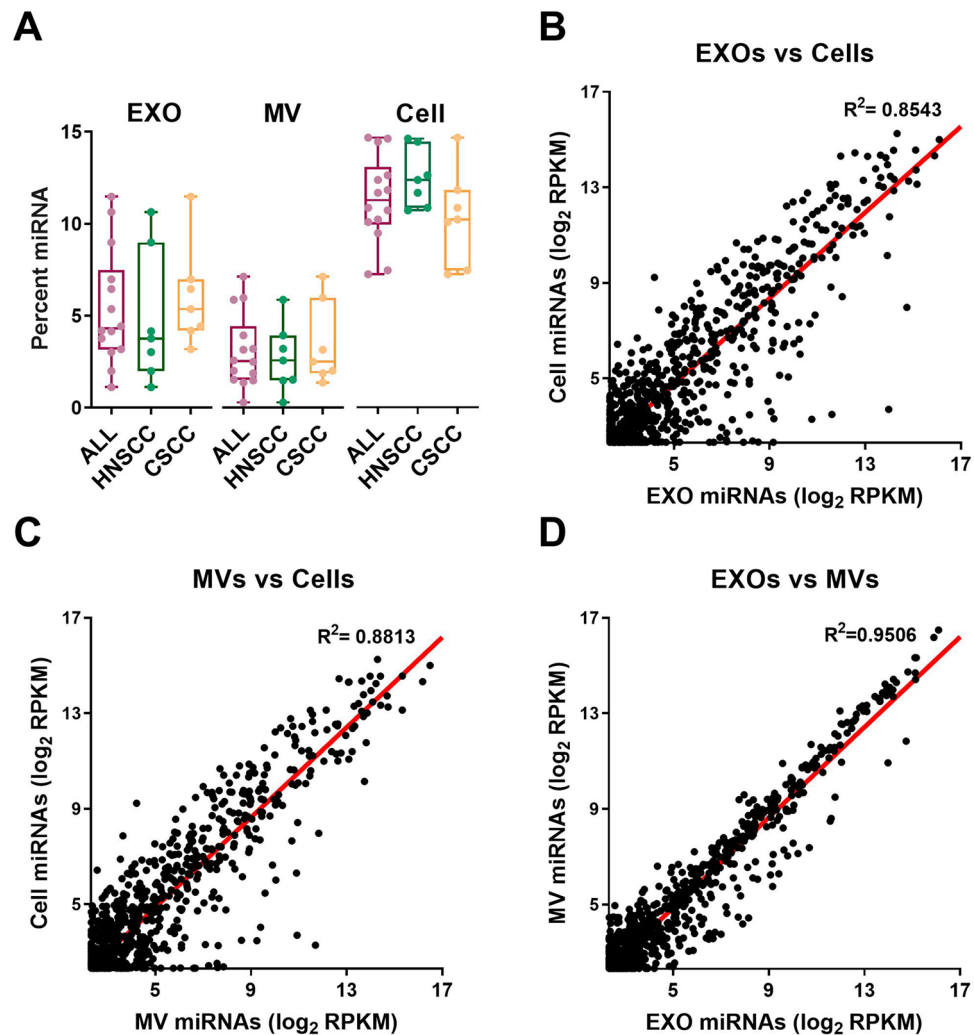 A
EXO MV Cell
Percent miRNA
15
10
5
0
ALL
HNSCC
CSCC
ALL
HNSCC
CSCC
ALL
HNSCC
CSCC
B
EXOs vs Cells
R²= 0.8543
Cell miRNAs (log₂ RPKM)
17
13
9
5
5 9 13 17
EXO miRNAs (log₂ RPKM)
C
MVs vs Cells
R²= 0.8813
Cell miRNAs (log₂ RPKM)
17
13
9
5
5 9 13 17
MV miRNAs (log₂ RPKM)
D
EXOs vs MVs
R²=0.9506
MV miRNAs (log₂ RPKM)
17
13
9
5
5 9 13 17
EXO miRNAs (log₂ RPKM)